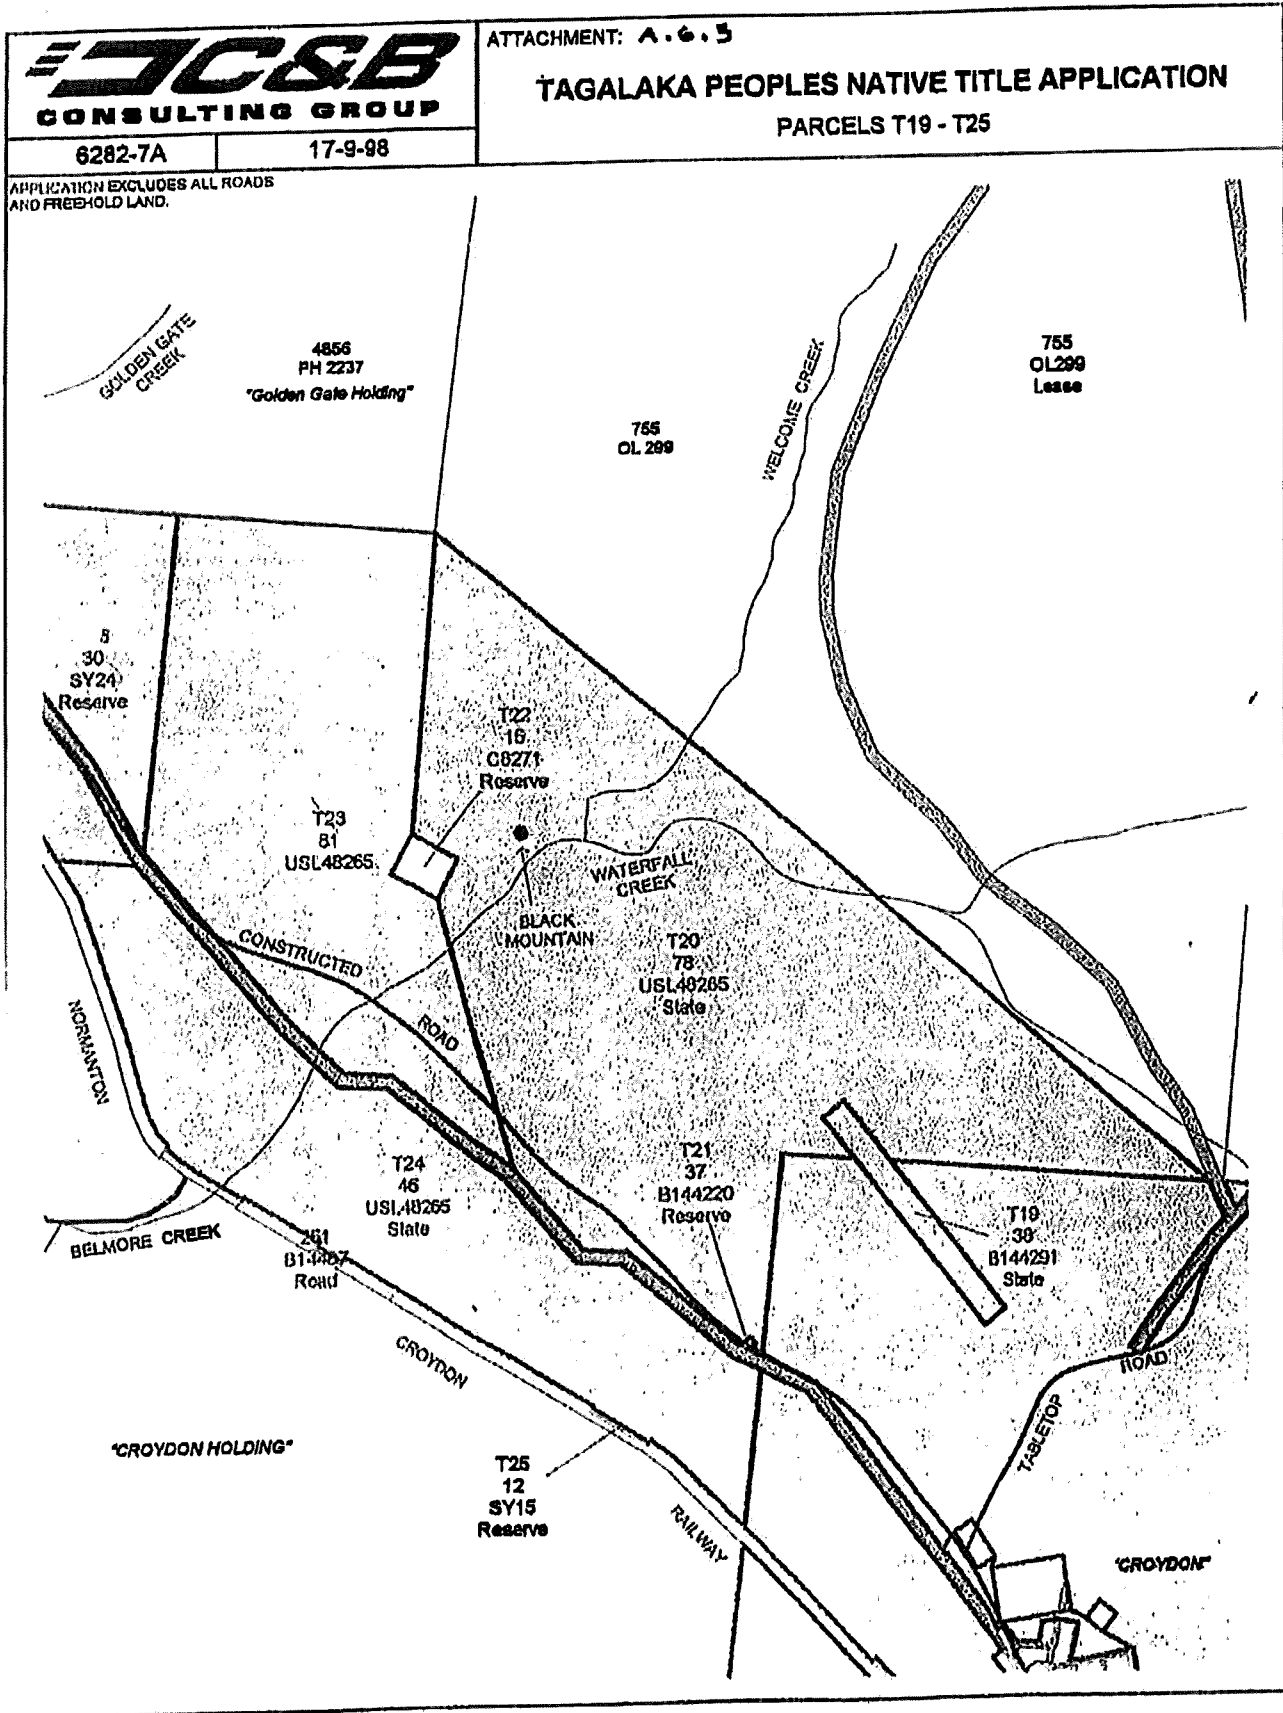 C&B
CONSULTING GROUP
6282-7A
17-9-98
ATTACHMENT: A.6.5
TAGALAKA PEOPLES NATIVE TITLE APPLICATION
PARCELS T19 - T25
APPLICATION EXCLUDES ALL ROADS
AND FREEHOLD LAND.
GOLDEN GATE
CREEK
4856
PH 2237
"Golden Gate Holding"
755
OL 299
WELCOME CREEK
755
OL299
Lease
30
SY24
Reserve
T22
16
C8271
Reserve
T23
81
USL48265
WATERFALL
CREEK
BLACK
MOUNTAIN
T20
78
USL48265
State
CONSTRUCTED
ROAD
NORMANTON
T24
46
USL48265
State
T21
37
B144220
Reserve
T19
38
B144291
State
BELMORE CREEK
261
B14467
Road
CROYDON
ROAD
TABLETOP
"CROYDON HOLDING"
T25
12
SY15
Reserve
RAILWAY
"CROYDON"